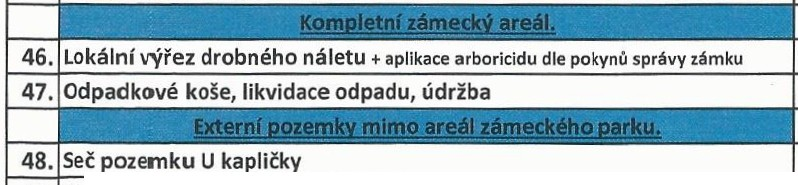 Kompletní zámecký areál.
46. Lokální výřez drobného náletu + aplikace arboricidu dle pokynů správy zámku
47. Odpadkové koše, likvidace odpadu, údržba
Externí pozemky mimo areál zámeckého parku.
48. Seč pozemku U kapličky